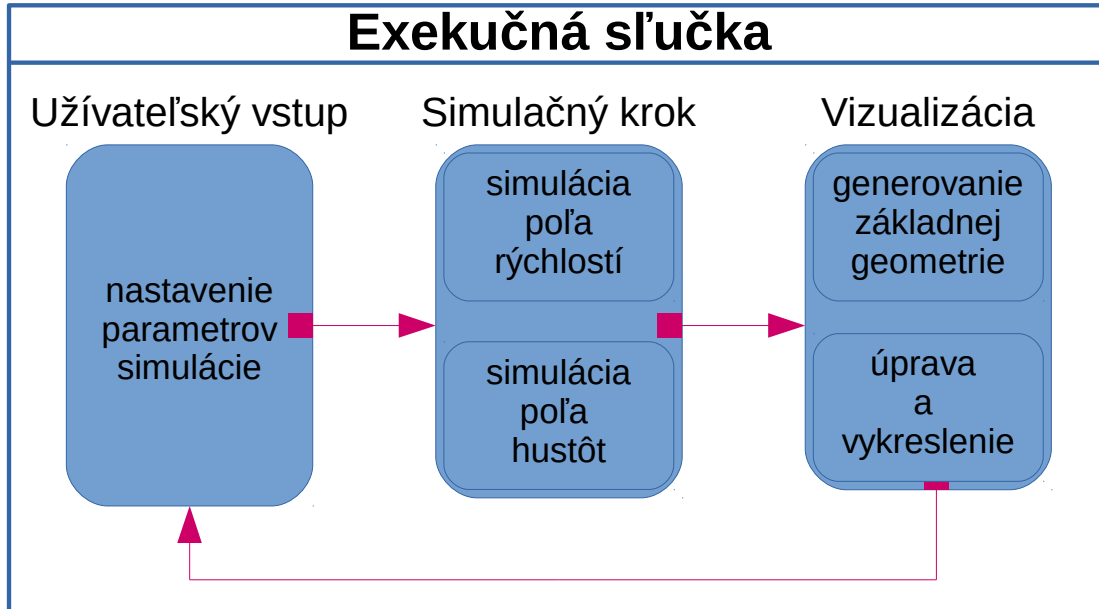 Exekučná sľučka
Užívateľský vstup
nastavenie
parametrov
simulácie
Simulačný krok
simulácia
poľa
rýchlostí
simulácia
poľa
hustôt
Vizualizácia
generovanie
základnej
geometrie
úprava
a
vykreslenie